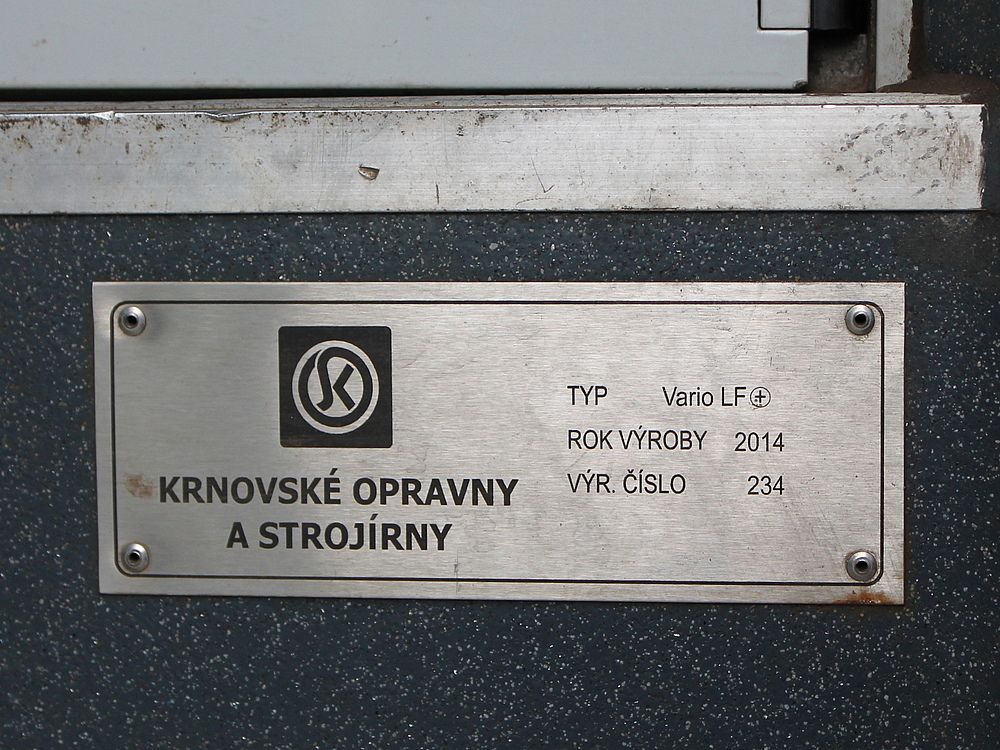 KRNOVSKÉ OPRAVNY
A STROJÍRNY
TYP Vario LF⊕
ROK VÝROBY 2014
VÝR. ČÍSLO 234